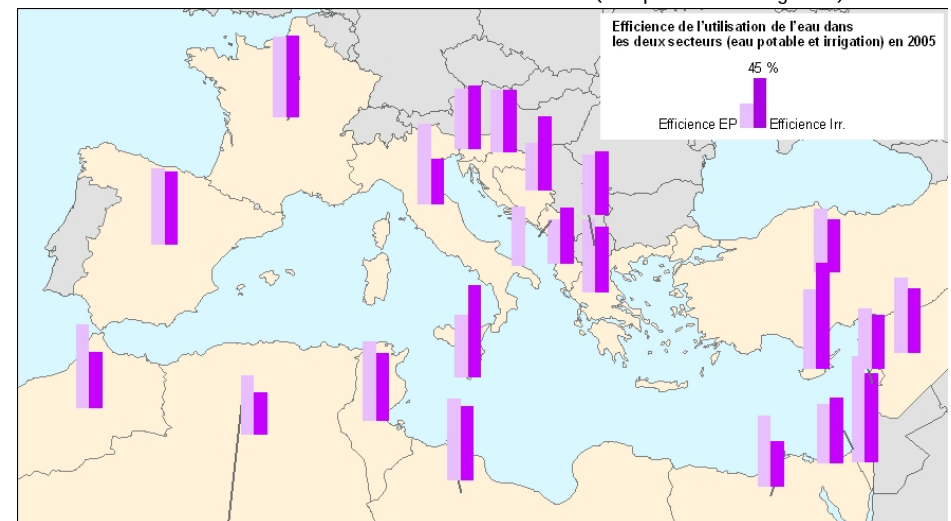 Efficience de l'utilisation de l'eau dans
les deux secteurs (eau potable et irrigation) en 2005
45 %
Efficience EP
Efficience Irr.